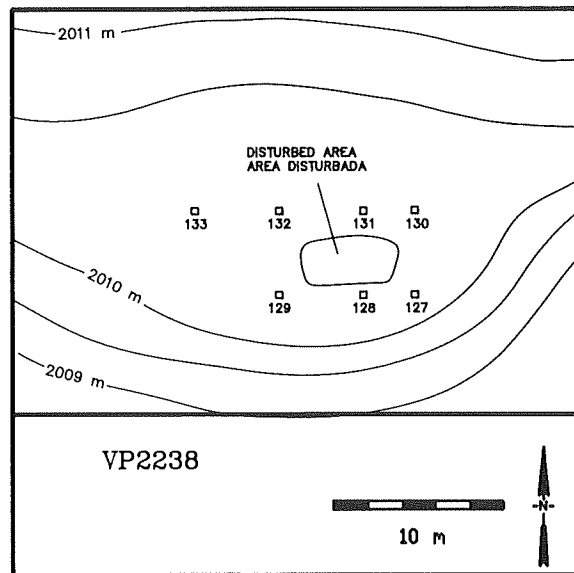 2011 m
DISTURBED AREA
AREA DISTURBADA
133 132 131 130
2010 m
129 128 127
2009 m
VP2238
-N-
10 m